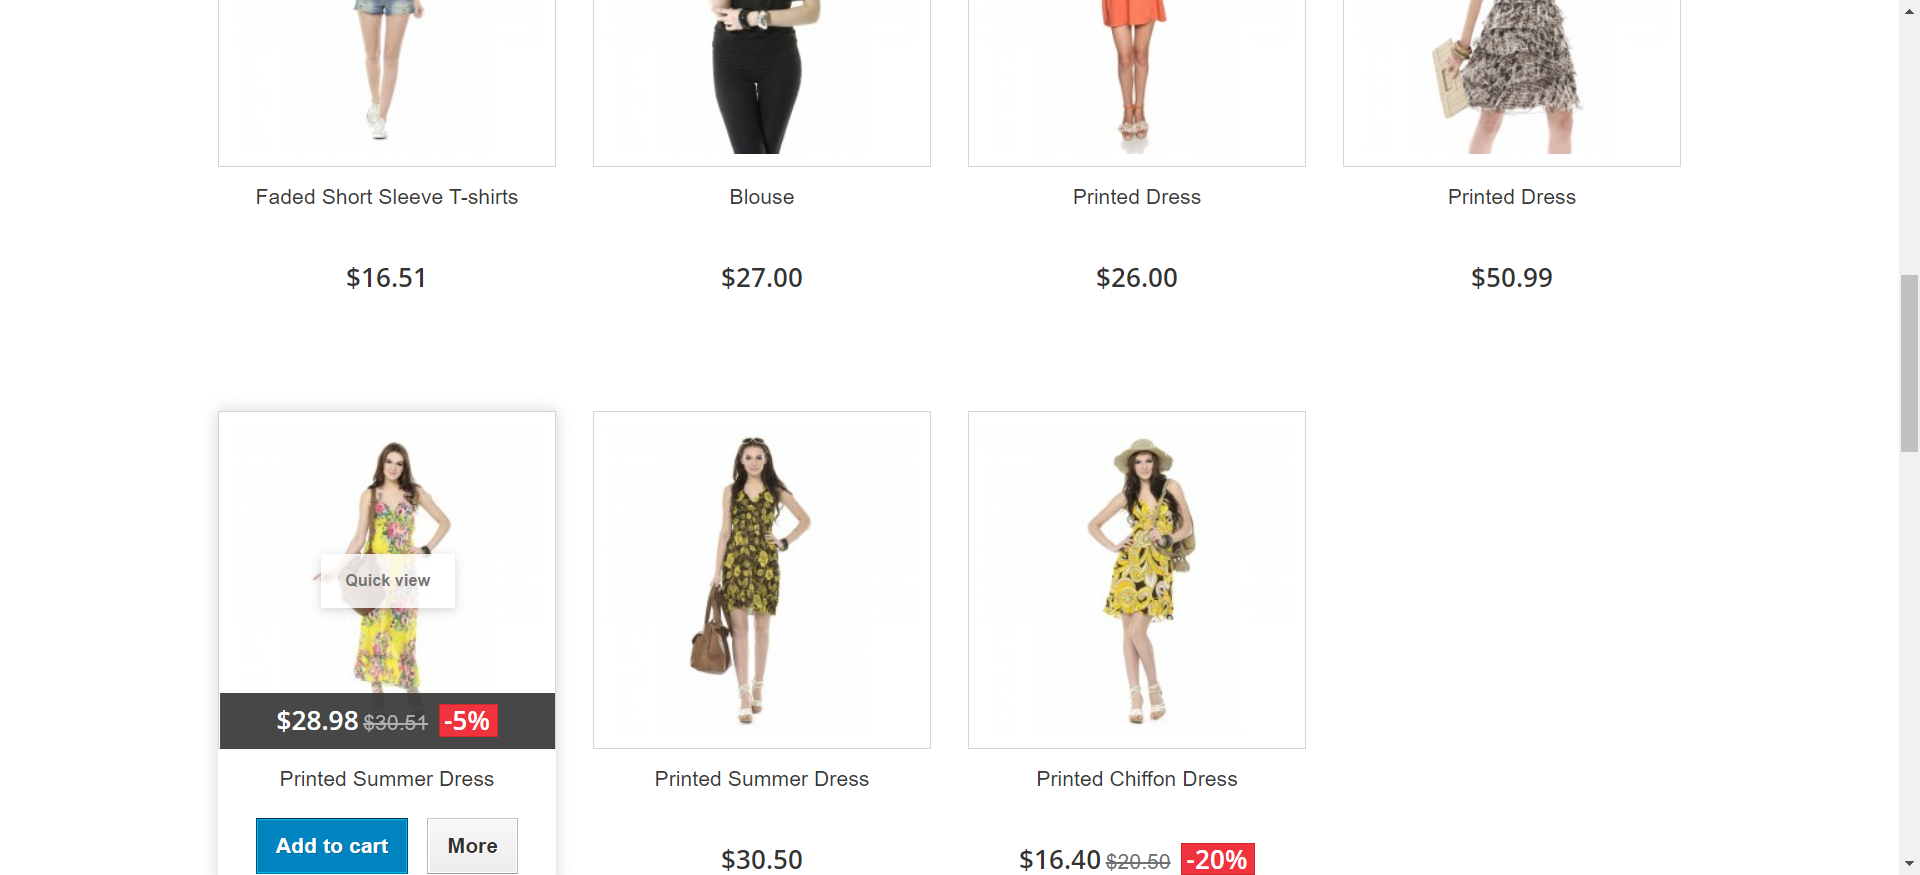 Faded Short Sleeve T-shirts
Blouse
Printed Dress
Printed Dress
$16.51
$27.00
$26.00
$50.99
Quick view
$28.98 $30.51 -5%
Printed Summer Dress
Printed Summer Dress
Printed Chiffon Dress
Add to cart
More
$30.50
$16.40 $20.50 -20%